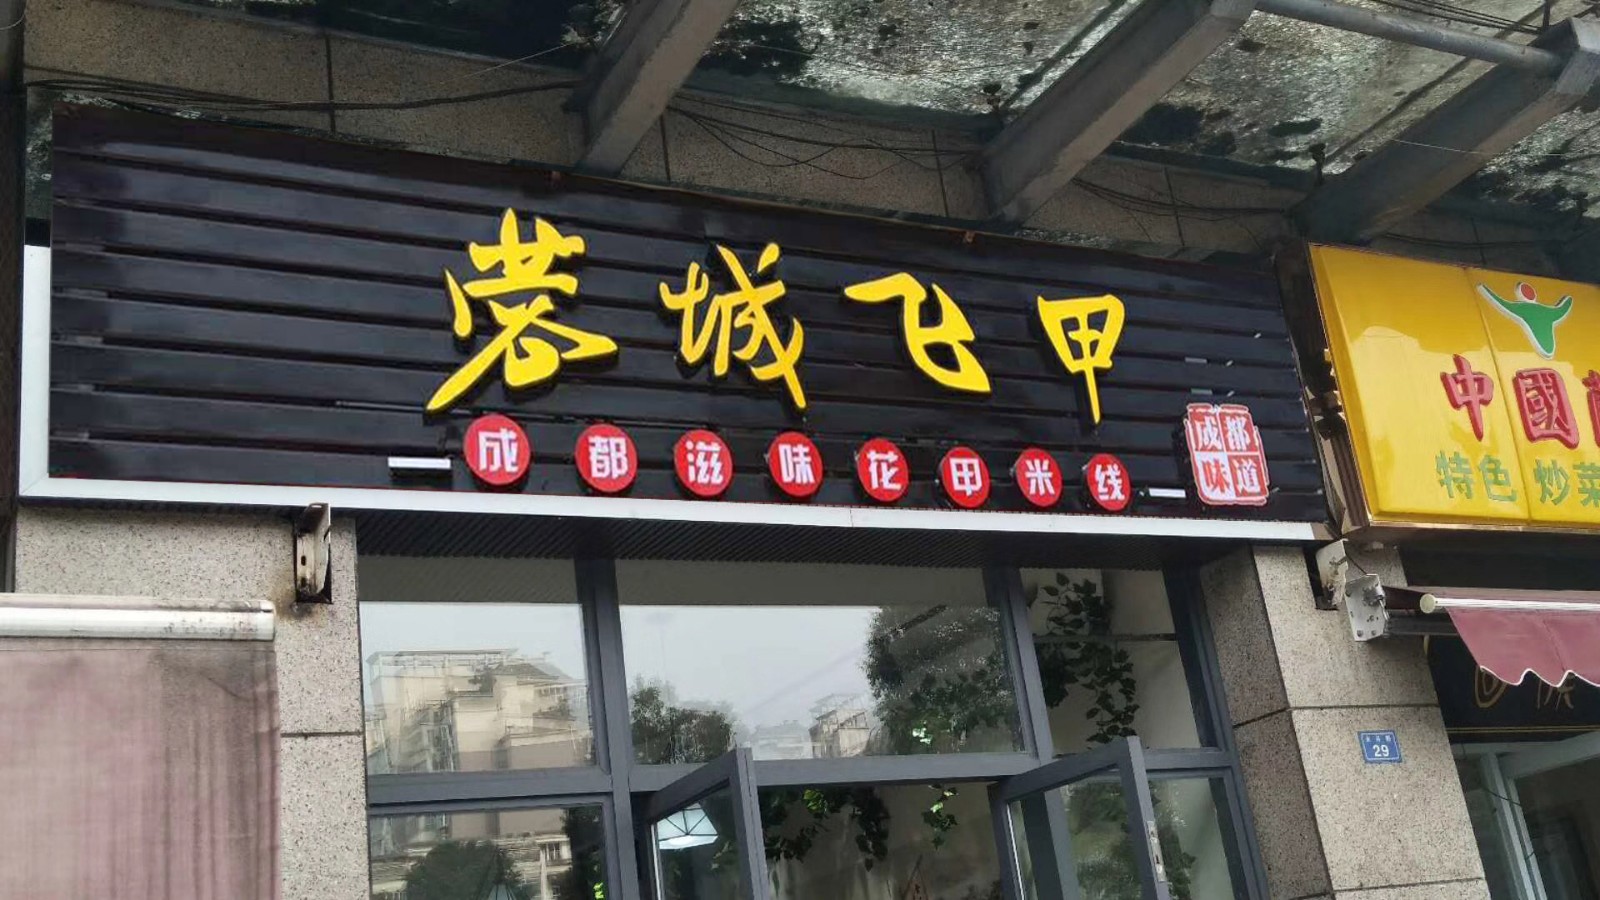 蓉城飞甲
成都滋味花甲米线
成都
味道
中國
特色 炒菜
29